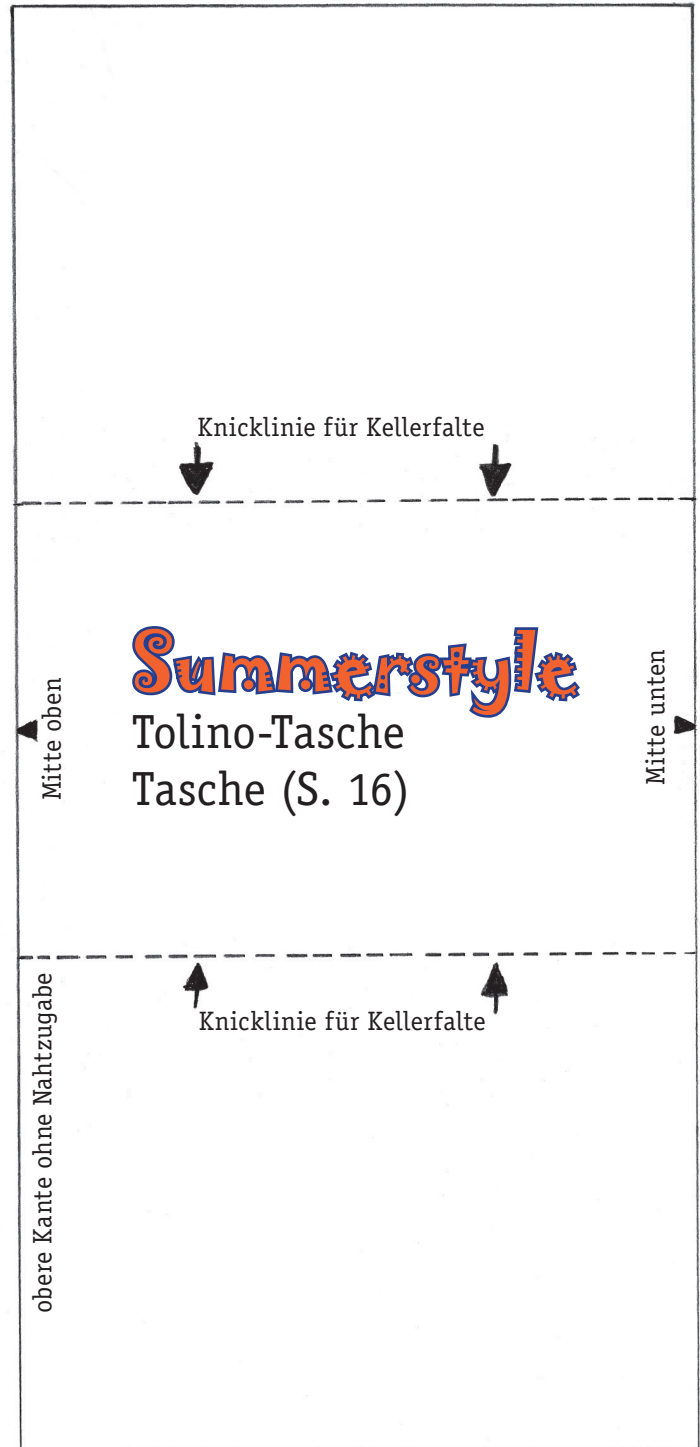 Knicklinie für Kellerfalte
Summerstyle
Tolino-Tasche
Tasche (S. 16)
Mitte oben
Mitte unten
obere Kante ohne Nahtzugabe
Knicklinie für Kellerfalte